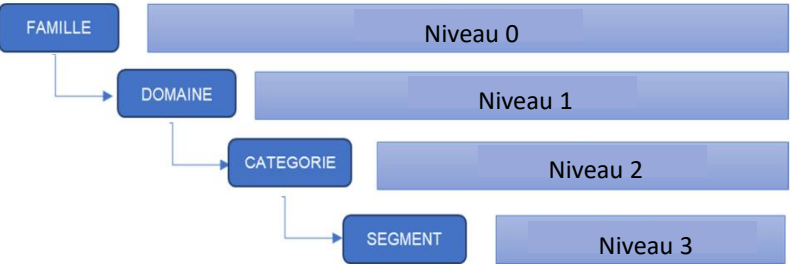 FAMILLE
Niveau 0
DOMAINE
Niveau 1
CATEGORIE
Niveau 2
SEGMENT
Niveau 3